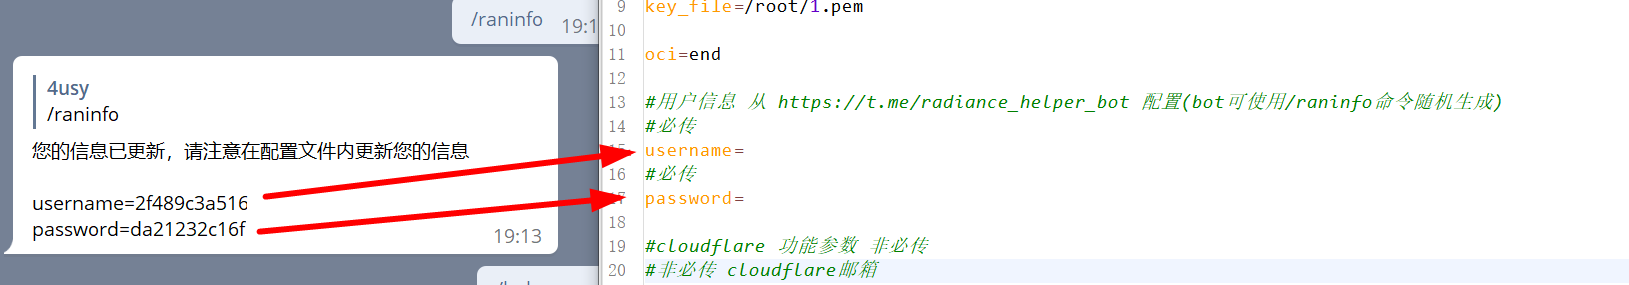 /raninfo
19:1
4usy
/raninfo
您的信息已更新，请注意在配置文件内更新您的信息
username=2f489c3a516
password=da21232c16f
19:13
9 key_file=/root/1.pem
10
11 oci=end
12
13 #用户信息 从 https://t.me/radiance_helper_bot 配置(bot可使用/raninfo命令随机生成)
14 #必传
15 username=
16 #必传
17 password=
18
19 #cloudflare 功能参数 非必传
20 #非必传 cloudflare邮箱